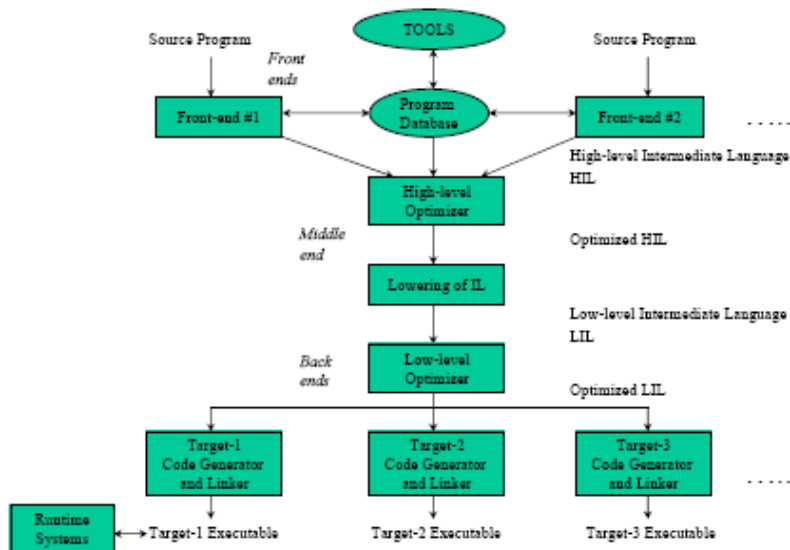 TOOLS
Source Program
Source Program
Front
ends
Program
Database
Front-end #1
Front-end #2
High-level Intermediate Language
HIL
High-level
Optimizer
Middle
end
Optimized HIL
Lowering of IL
Low-level Intermediate Language
LIL
Back
ends
Low-level
Optimizer
Optimized LIL
Target-1
Code Generator
and Linker
Target-2
Code Generator
and Linker
Target-3
Code Generator
and Linker
Runtime
Systems
Target-1 Executable
Target-2 Executable
Target-3 Executable